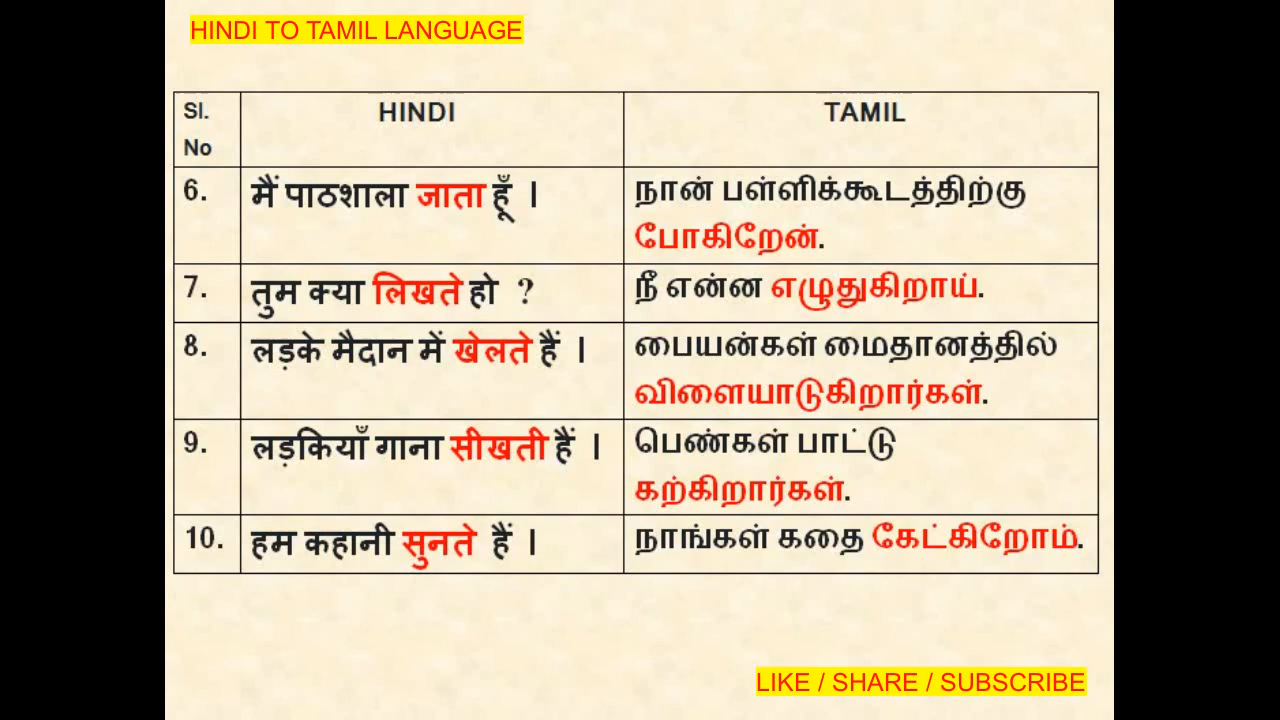 HINDI TO TAMIL LANGUAGE
Sl. No HINDI TAMIL
6. मैं पाठशाला जाता हूँ । நான் பள்ளிக்கூடத்திற்கு போகிறேன்.
7. तुम क्या लिखते हो ? நீ என்ன எழுதுகிறாய்.
8. लड़के मैदान में खेलते हैं । பையன்கள் மைதானத்தில் விளையாடுகிறார்கள்.
9. लड़कियाँ गाना सीखती हैं । பெண்கள் பாட்டு கற்கிறார்கள்.
10. हम कहानी सुनते हैं । நாங்கள் கதை கேட்கிறோம்.
LIKE / SHARE / SUBSCRIBE